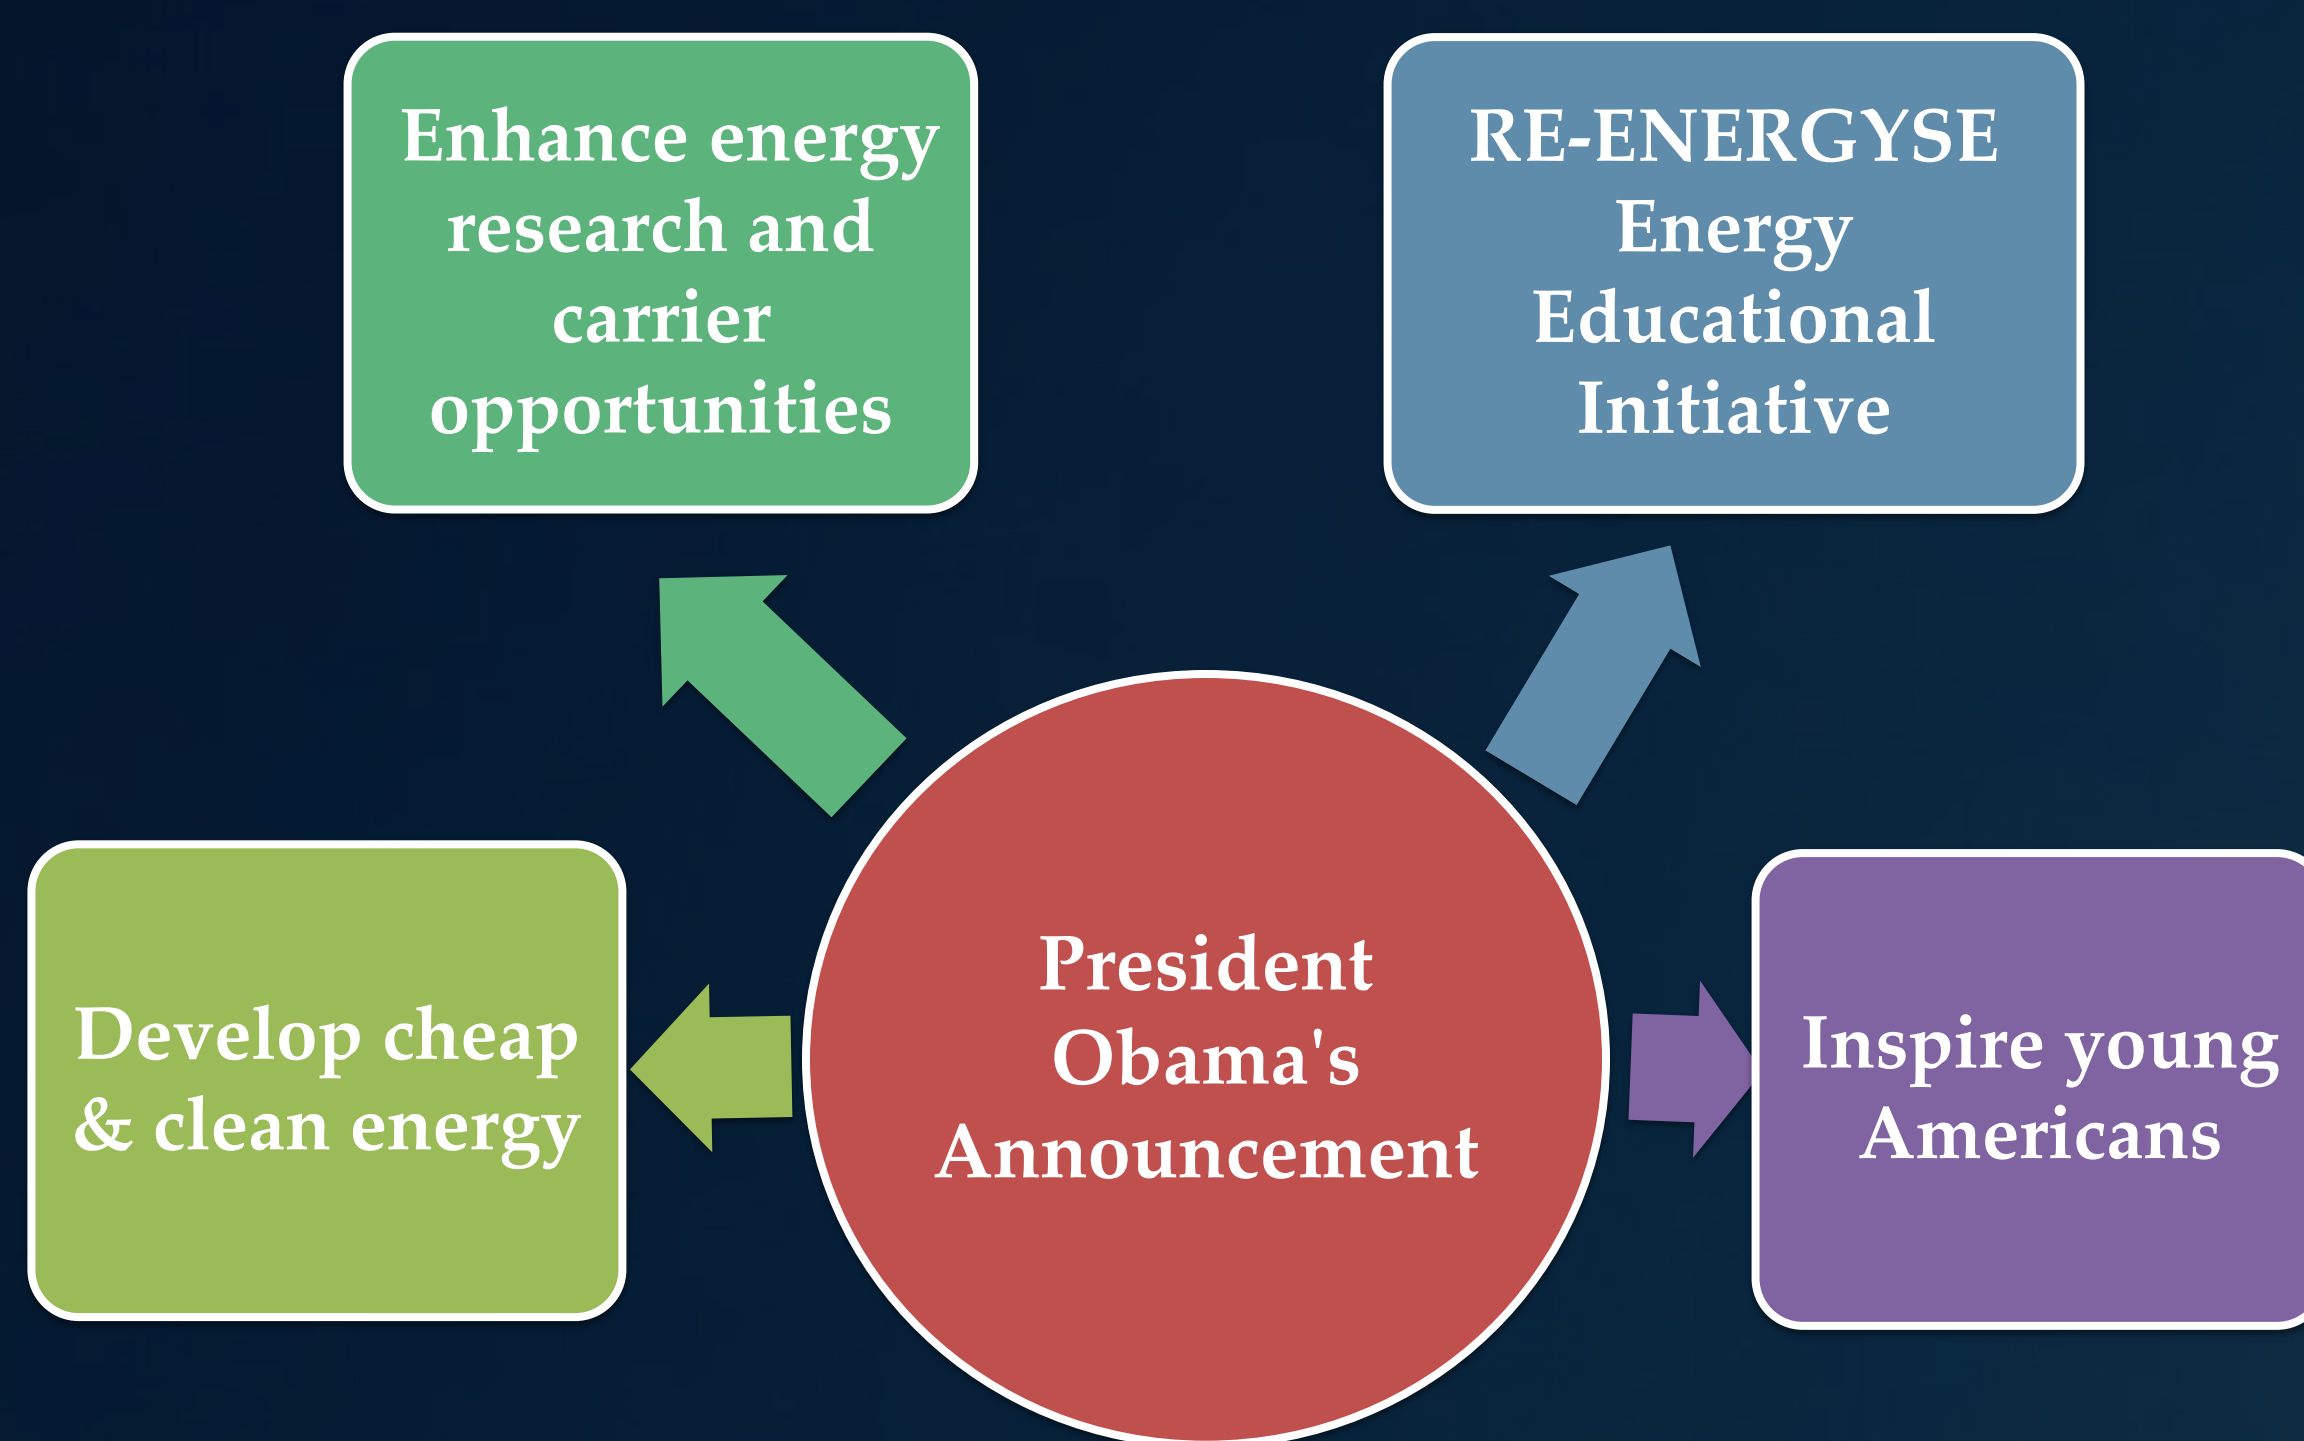 Enhance energy
research and
carrier
opportunities
RE-ENERGYSE
Energy
Educational
Initiative
Develop cheap
& clean energy
President
Obama's
Announcement
Inspire young
Americans